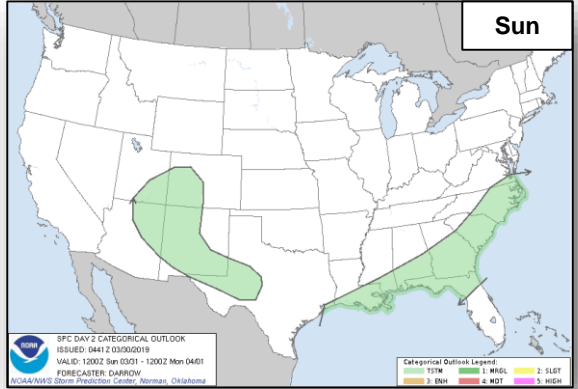 Sun
NOAA
SPC DAY 2 CATEGORICAL OUTLOOK
ISSUED: 0441Z 03/30/2019
VALID: 1200Z Sun 03/31 - 1200Z Mon 04/01
FORECASTER: DARROW
NOAA/NWS Storm Prediction Center, Norman, Oklahoma
Categorical Outlook Legend:
TSTM 1: MRGL 2: SLGT
3: ENH 4: MDT 5: HIGH